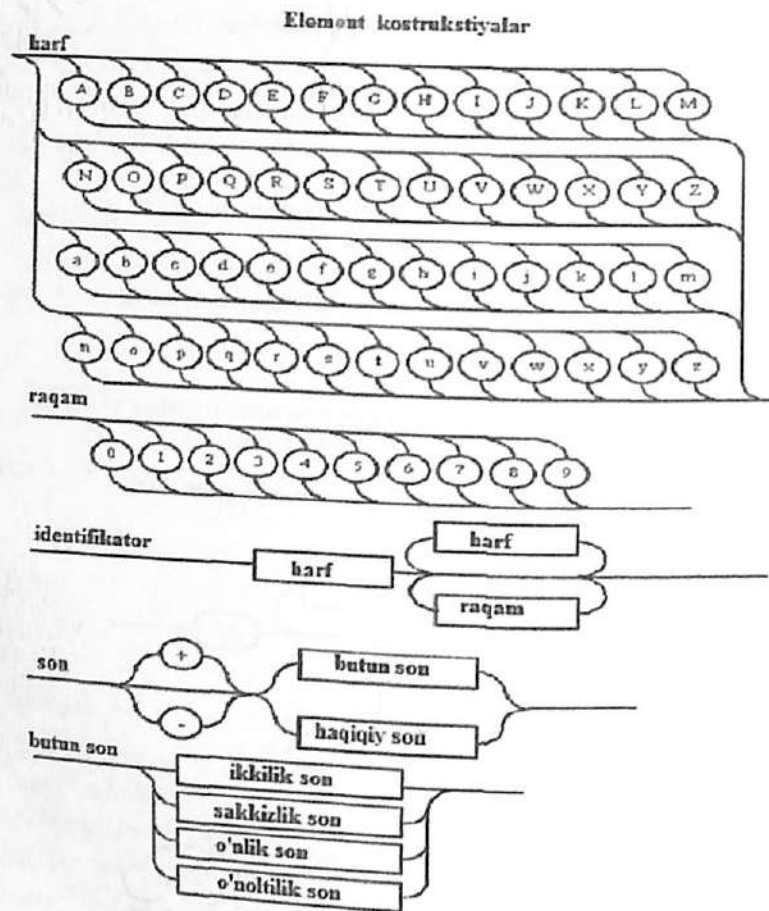 Element kostrukstiyalar
harf
A B C D E F G H I J K L M
N O P Q R S T U V W X Y Z
a b c d e f g h i j k l m
n o p q r s t u v w x y z
raqam
0 1 2 3 4 5 6 7 8 9
identifikator
harf
harf
raqam
son
+
-
butun son
haqiqiy son
butun son
ikkilik son
sakkizlik son
o'nlik son
o'noltilik son